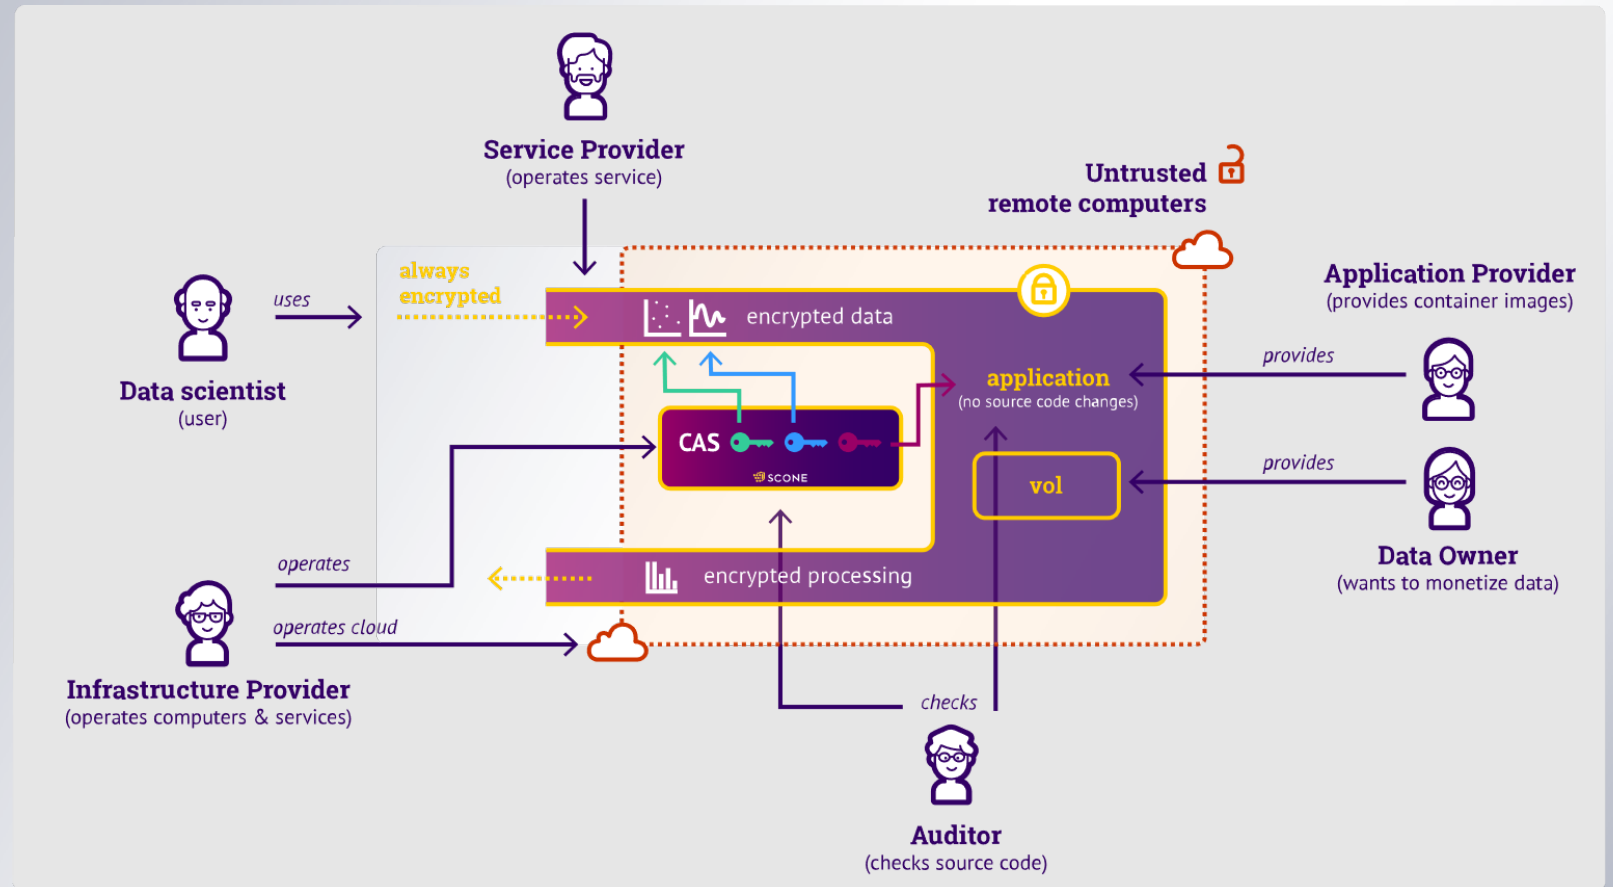 Service Provider
(operates service)
Untrusted
remote computers
always
encrypted
uses
Data scientist
(user)
encrypted data
Application Provider
(provides container images)
provides
application
(no source code changes)
CAS
SCONE
vol
provides
Data Owner
(wants to monetize data)
operates
encrypted processing
operates cloud
Infrastructure Provider
(operates computers & services)
checks
Auditor
(checks source code)